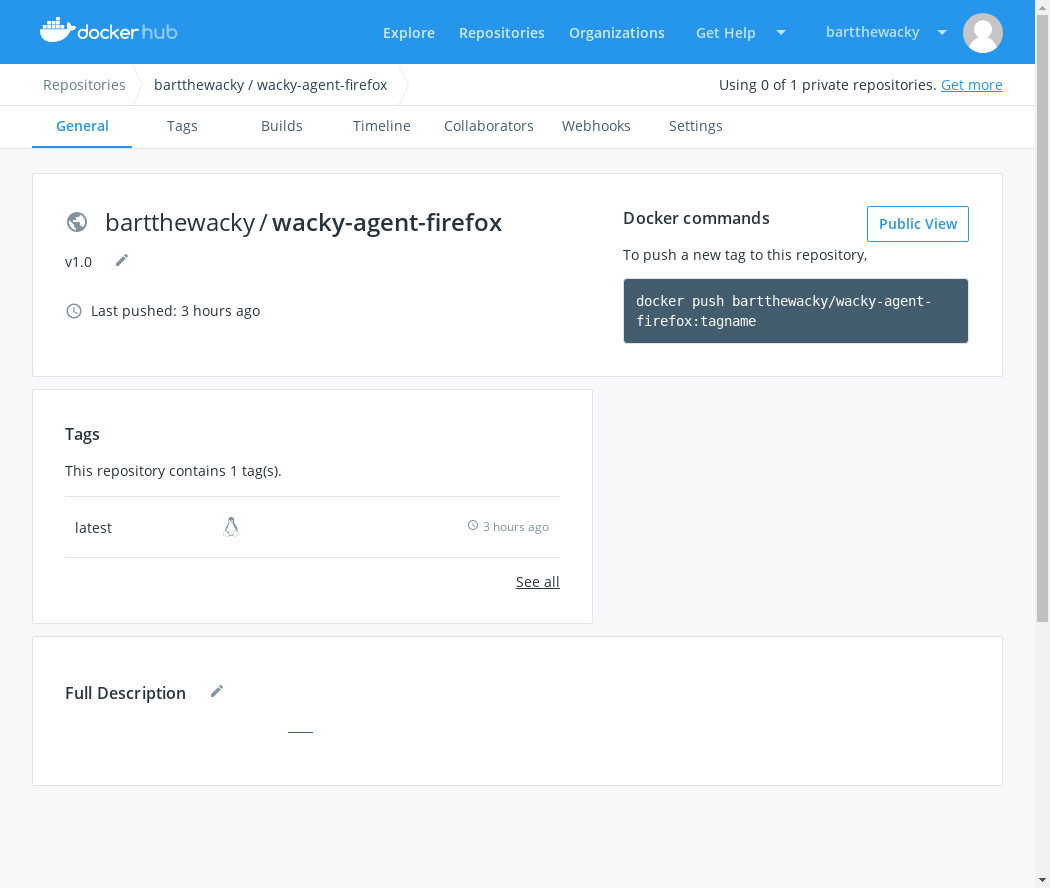 docker hub
Explore Repositories Organizations Get Help bartthewacky
Repositories bartthewacky / wacky-agent-firefox Using 0 of 1 private repositories. Get more
General Tags Builds Timeline Collaborators Webhooks Settings
bartthewacky / wacky-agent-firefox
v1.0
Last pushed: 3 hours ago
Docker commands
Public View
To push a new tag to this repository,
docker push bartthewacky/wacky-agent-
firefox:tagname
Tags
This repository contains 1 tag(s).
latest 3 hours ago
See all
Full Description